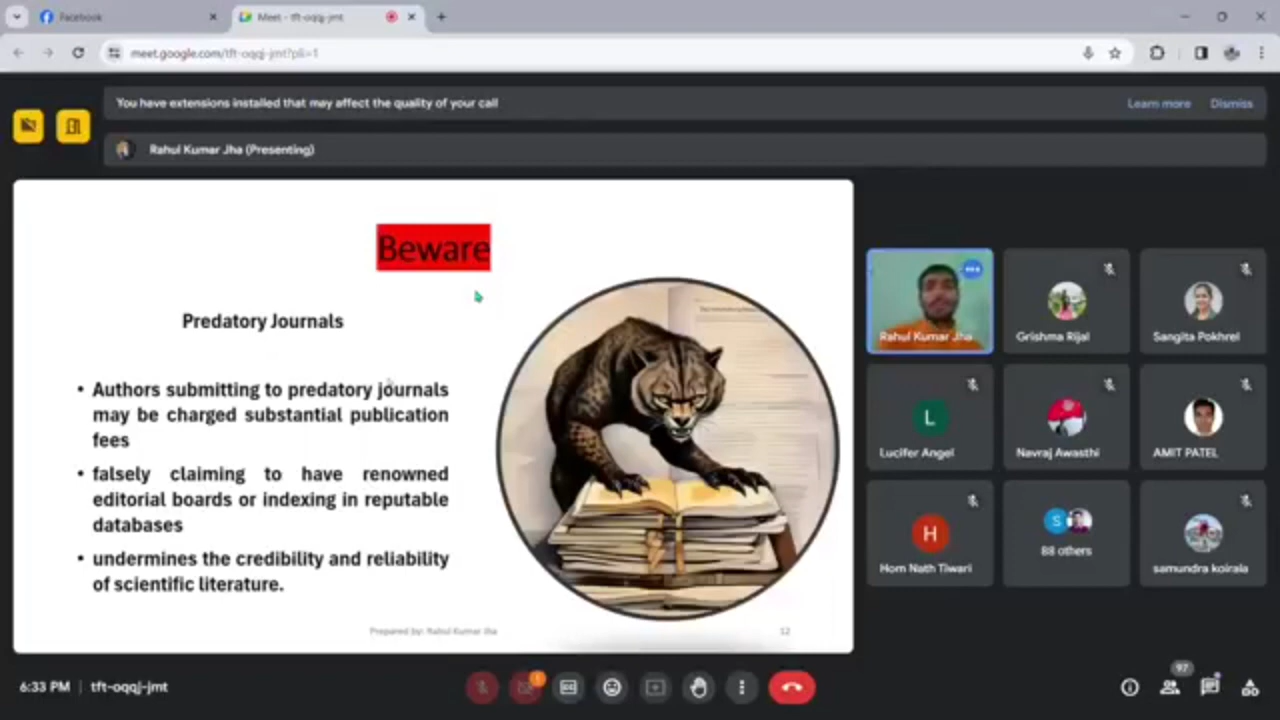 Facebook
Meet - tft-oqqj-jmt
meet.google.com/tft-oqqj-jmt?pli=1
You have extensions installed that may affect the quality of your call
Learn more
Dismiss
Rahul Kumar Jha (Presenting)
Beware
Predatory Journals
• Authors submitting to predatory journals
may be charged substantial publication
fees
• falsely claiming to have renowned
editorial boards or indexing in reputable
databases
• undermines the credibility and reliability
of scientific literature.
Prepared by: Rahul Kumar Jha
12
Rahul Kumar Jha
Grishma Rijal
Sangita Pokhrel
L
Lucifer Angel
Navraj Awasthi
AMIT PATEL
H
Hom Nath Tiwari
S
88 others
samundra koirala
6:33 PM | tft-oqqj-jmt
97